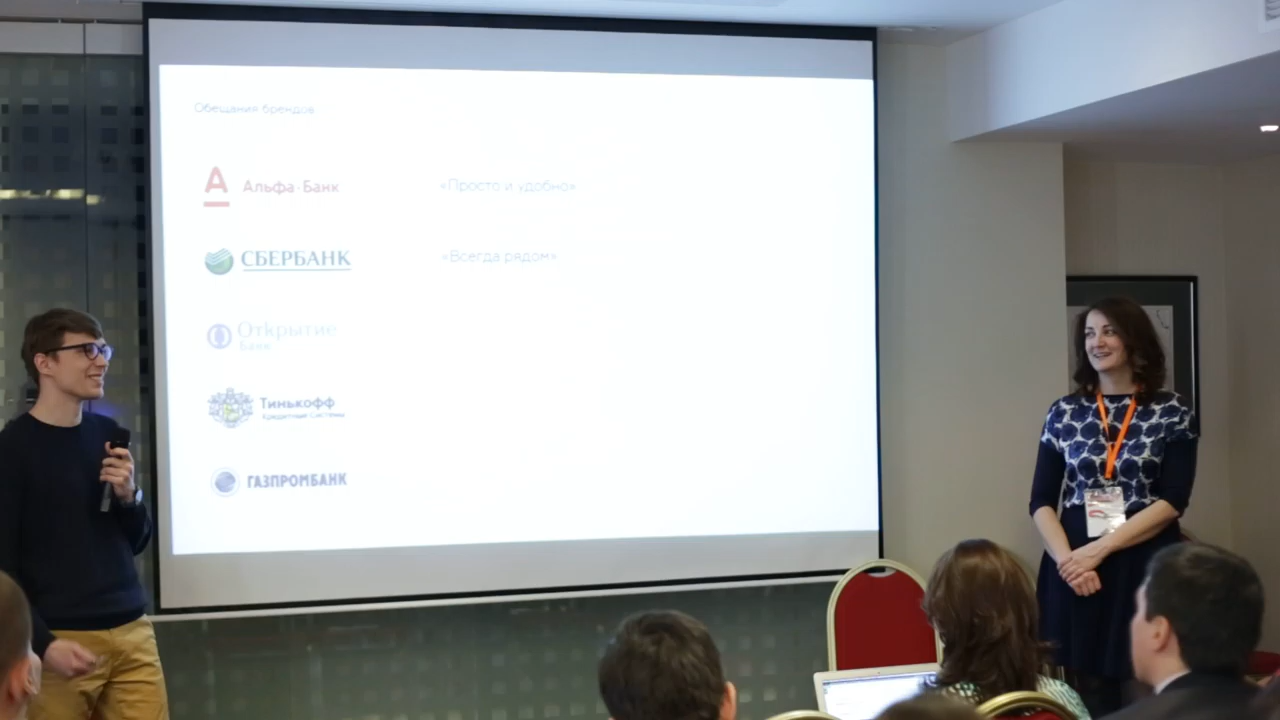 Обещания брендов
Альфа·Банк «Просто и удобно»
СБЕРБАНК «Всегда рядом»
Открытие
Банк
Тинькофф
Кредитные Системы
ГАЗПРОМБАНК